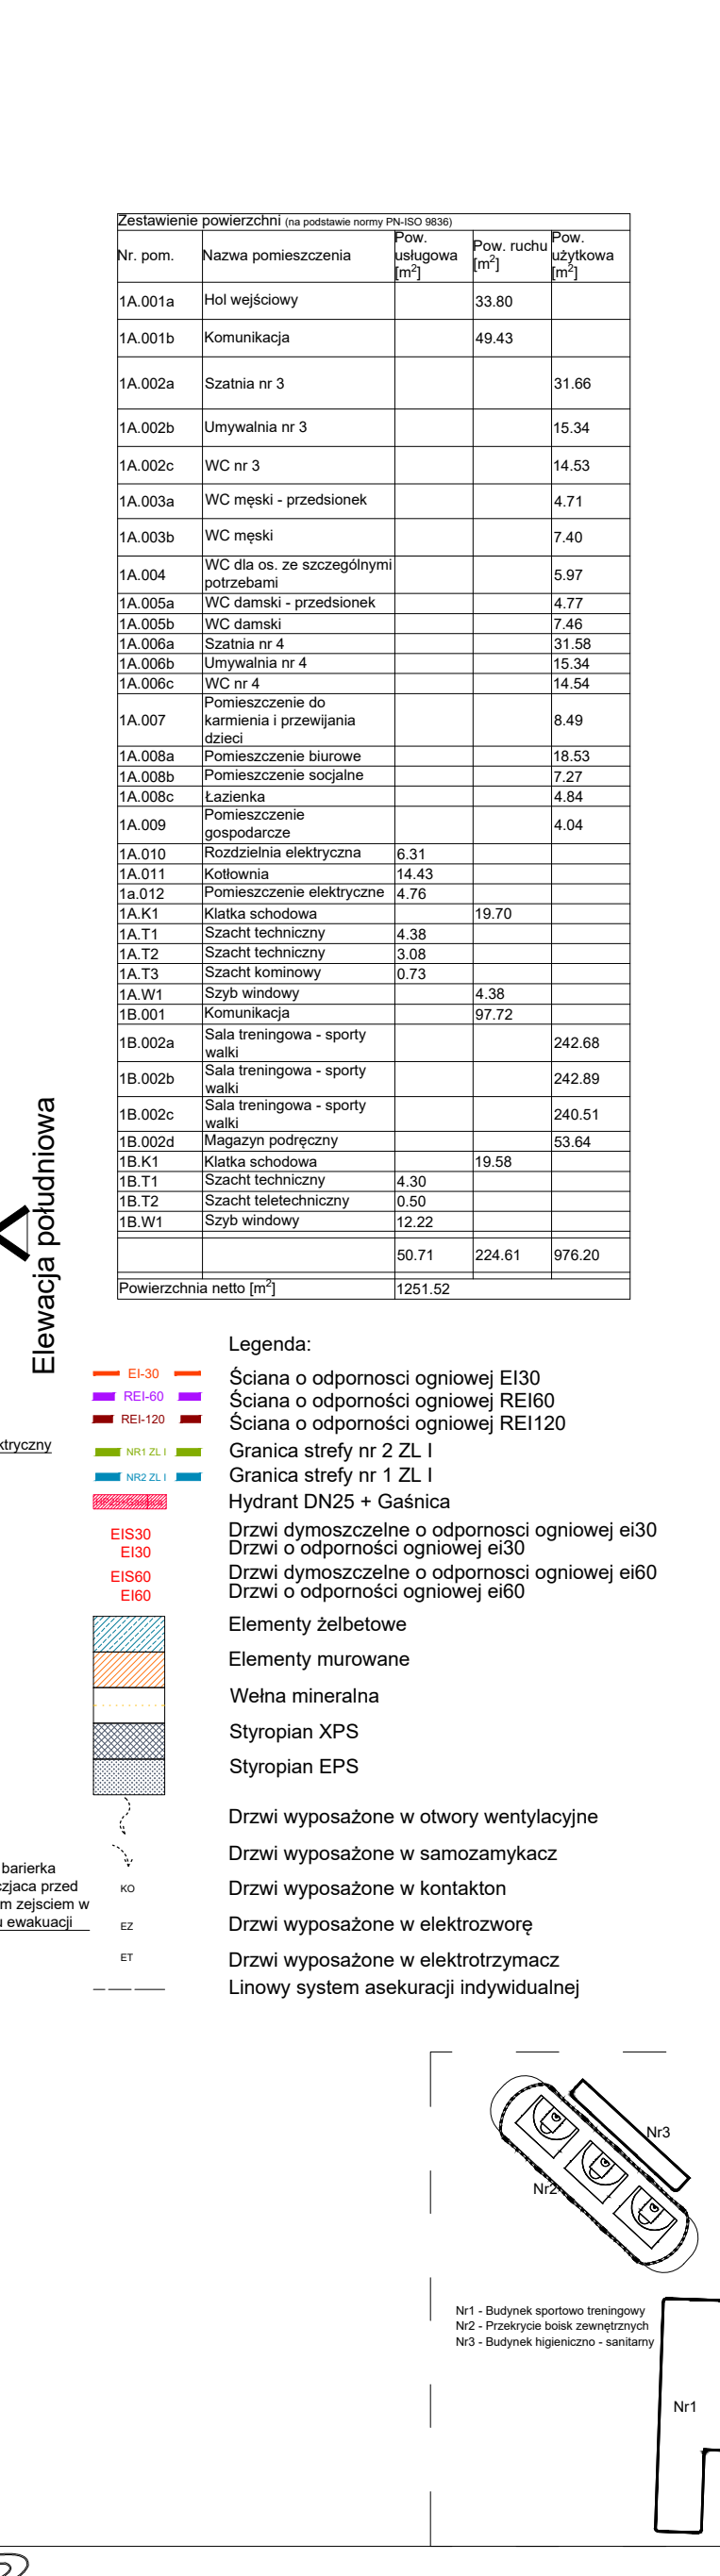 Zestawienie powierzchni (na podstawie normy PN-ISO 9836)
Nr. pom. Nazwa pomieszczenia Pow. usługowa [m2] Pow. ruchu [m2] Pow. użytkowa [m2]
1A.001a Hol wejściowy 33.80
1A.001b Komunikacja 49.43
1A.002a Szatnia nr 3 31.66
1A.002b Umywalnia nr 3 15.34
1A.002c WC nr 3 14.53
1A.003a WC męski - przedsionek 4.71
1A.003b WC męski 7.40
1A.004 WC dla os. ze szczególnymi potrzebami 5.97
1A.005a WC damski - przedsionek 4.77
1A.005b WC damski 7.46
1A.006a Szatnia nr 4 31.58
1A.006b Umywalnia nr 4 15.34
1A.006c WC nr 4 14.54
1A.007 Pomieszczenie do karmienia i przewijania dzieci 8.49
1A.008a Pomieszczenie biurowe 18.53
1A.008b Pomieszczenie socjalne 7.27
1A.008c Łazienka 4.84
1A.009 Pomieszczenie gospodarcze 4.04
1A.010 Rozdzielnia elektryczna 6.31
1A.011 Kotłownia 14.43
1a.012 Pomieszczenie elektryczne 4.76
1A.K1 Klatka schodowa 19.70
1A.T1 Szacht techniczny 4.38
1A.T2 Szacht techniczny 3.08
1A.T3 Szacht kominowy 0.73
1A.W1 Szyb windowy 4.38
1B.001 Komunikacja 97.72
1B.002a Sala treningowa - sporty walki 242.68
1B.002b Sala treningowa - sporty walki 242.89
1B.002c Sala treningowa - sporty walki 240.51
1B.002d Magazyn podręczny 53.64
1B.K1 Klatka schodowa 19.58
1B.T1 Szacht techniczny 4.30
1B.T2 Szacht teletechniczny 0.50
1B.W1 Szyb windowy 12.22
50.71 224.61 976.20
Powierzchnia netto [m2] 1251.52
Elewacja południowa
Legenda:
EI-30 Ściana o odpornosci ogniowej EI30
REI-60 Ściana o odporności ogniowej REI60
REI-120 Ściana o odporności ogniowej REI120
ktryczny
NR1 ZL I Granica strefy nr 2 ZL I
NR2 ZL I Granica strefy nr 1 ZL I
HP25+Gaśnica Hydrant DN25 + Gaśnica
EIS30 Drzwi dymoszczelne o odpornosci ogniowej ei30
EI30 Drzwi o odporności ogniowej ei30
EIS60 Drzwi dymoszczelne o odpornosci ogniowej ei60
EI60 Drzwi o odporności ogniowej ei60
Elementy żelbetowe
Elementy murowane
Wełna mineralna
Styropian XPS
Styropian EPS
Drzwi wyposażone w otwory wentylacyjne
Drzwi wyposażone w samozamykacz
barierka
czjaca przed
m zejsciem w
u ewakuacji
KO Drzwi wyposażone w kontakton
EZ Drzwi wyposażone w elektrozworę
ET Drzwi wyposażone w elektrotrzymacz
Linowy system asekuracji indywidualnej
Nr3
Nr2
Nr1 - Budynek sportowo treningowy
Nr2 - Przekrycie boisk zewnętrznych
Nr3 - Budynek higieniczno - sanitarny
Nr1